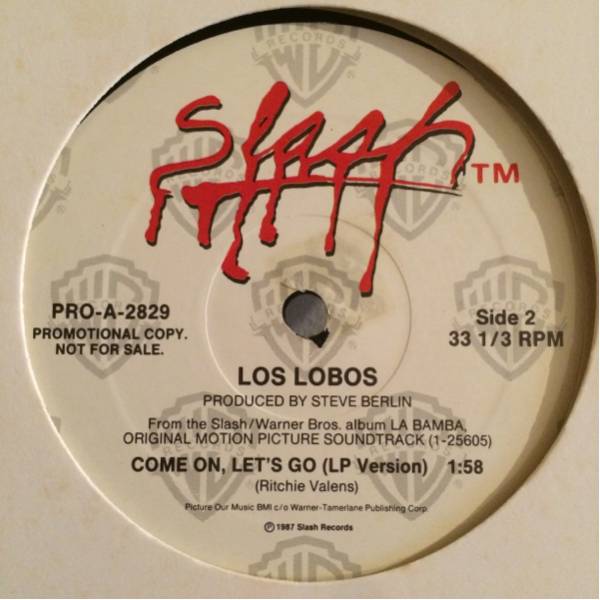 Slash TM
PRO-A-2829
PROMOTIONAL COPY.
NOT FOR SALE.
Side 2
33 1/3 RPM
LOS LOBOS
PRODUCED BY STEVE BERLIN
From the Slash/Warner Bros. album LA BAMBA,
ORIGINAL MOTION PICTURE SOUNDTRACK (1-25605)
COME ON, LET'S GO (LP Version) 1:58
(Ritchie Valens)
Picture Our Music BMI c/o Warner-Tamerlane Publishing Corp.
℗ 1987 Slash Records